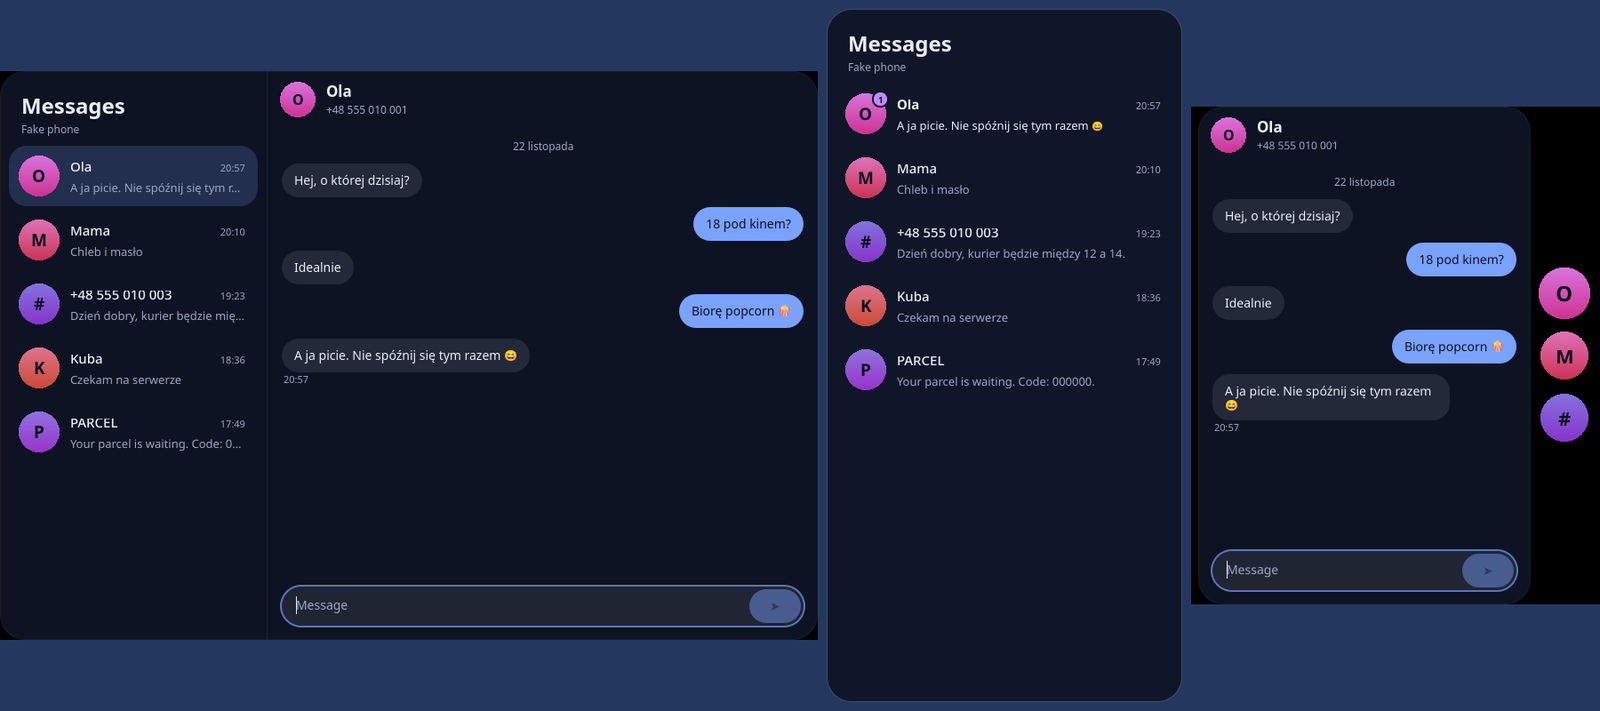 Messages
Fake phone
O
Ola
20:57
A ja picie. Nie spóźnij się tym r...
M
Mama
20:10
Chleb i masło
#
+48 555 010 003
19:23
Dzień dobry, kurier będzie mię...
K
Kuba
18:36
Czekam na serwerze
P
PARCEL
17:49
Your parcel is waiting. Code: 0...
O
Ola
+48 555 010 001
22 listopada
Hej, o której dzisiaj?
18 pod kinem?
Idealnie
Biorę popcorn 🍿
A ja picie. Nie spóźnij się tym razem 😄
20:57
Message
➤
Messages
Fake phone
O
1
Ola
20:57
A ja picie. Nie spóźnij się tym razem 😄
M
Mama
20:10
Chleb i masło
#
+48 555 010 003
19:23
Dzień dobry, kurier będzie między 12 a 14.
K
Kuba
18:36
Czekam na serwerze
P
PARCEL
17:49
Your parcel is waiting. Code: 000000.
O
Ola
+48 555 010 001
22 listopada
Hej, o której dzisiaj?
18 pod kinem?
Idealnie
Biorę popcorn 🍿
A ja picie. Nie spóźnij się tym razem
😄
20:57
Message
➤
O
M
#